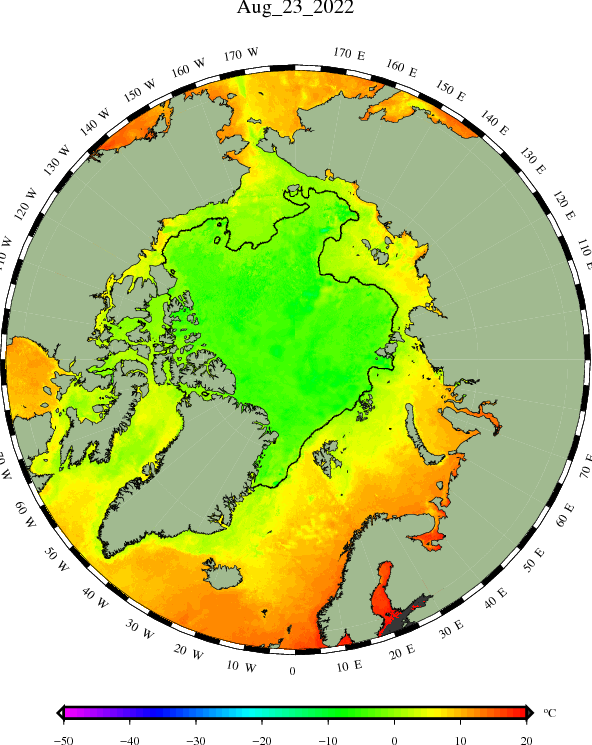 Aug_23_2022
170 W
170 E
160 W
160 E
150 W
150 E
140 W
140 E
130 W
130 E
120 W
120 E
110 E
70 E
60 W
60 E
50 W
50 E
40 W
40 E
30 W
30 E
20 W
20 E
10 W
0
10 E
°C
−50 −40 −30 −20 −10 0 10 20